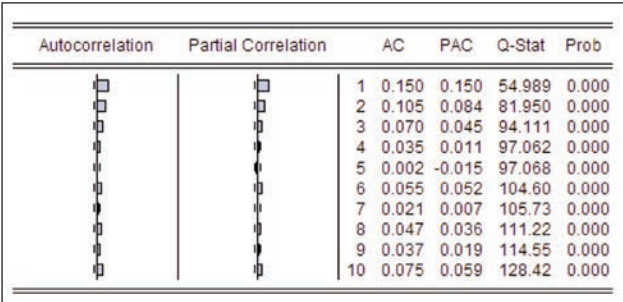 Autocorrelation Partial Correlation AC PAC Q-Stat Prob
1 0.150 0.150 54.989 0.000
2 0.105 0.084 81.950 0.000
3 0.070 0.045 94.111 0.000
4 0.035 0.011 97.062 0.000
5 0.002 -0.015 97.068 0.000
6 0.055 0.052 104.60 0.000
7 0.021 0.007 105.73 0.000
8 0.047 0.036 111.22 0.000
9 0.037 0.019 114.55 0.000
10 0.075 0.059 128.42 0.000